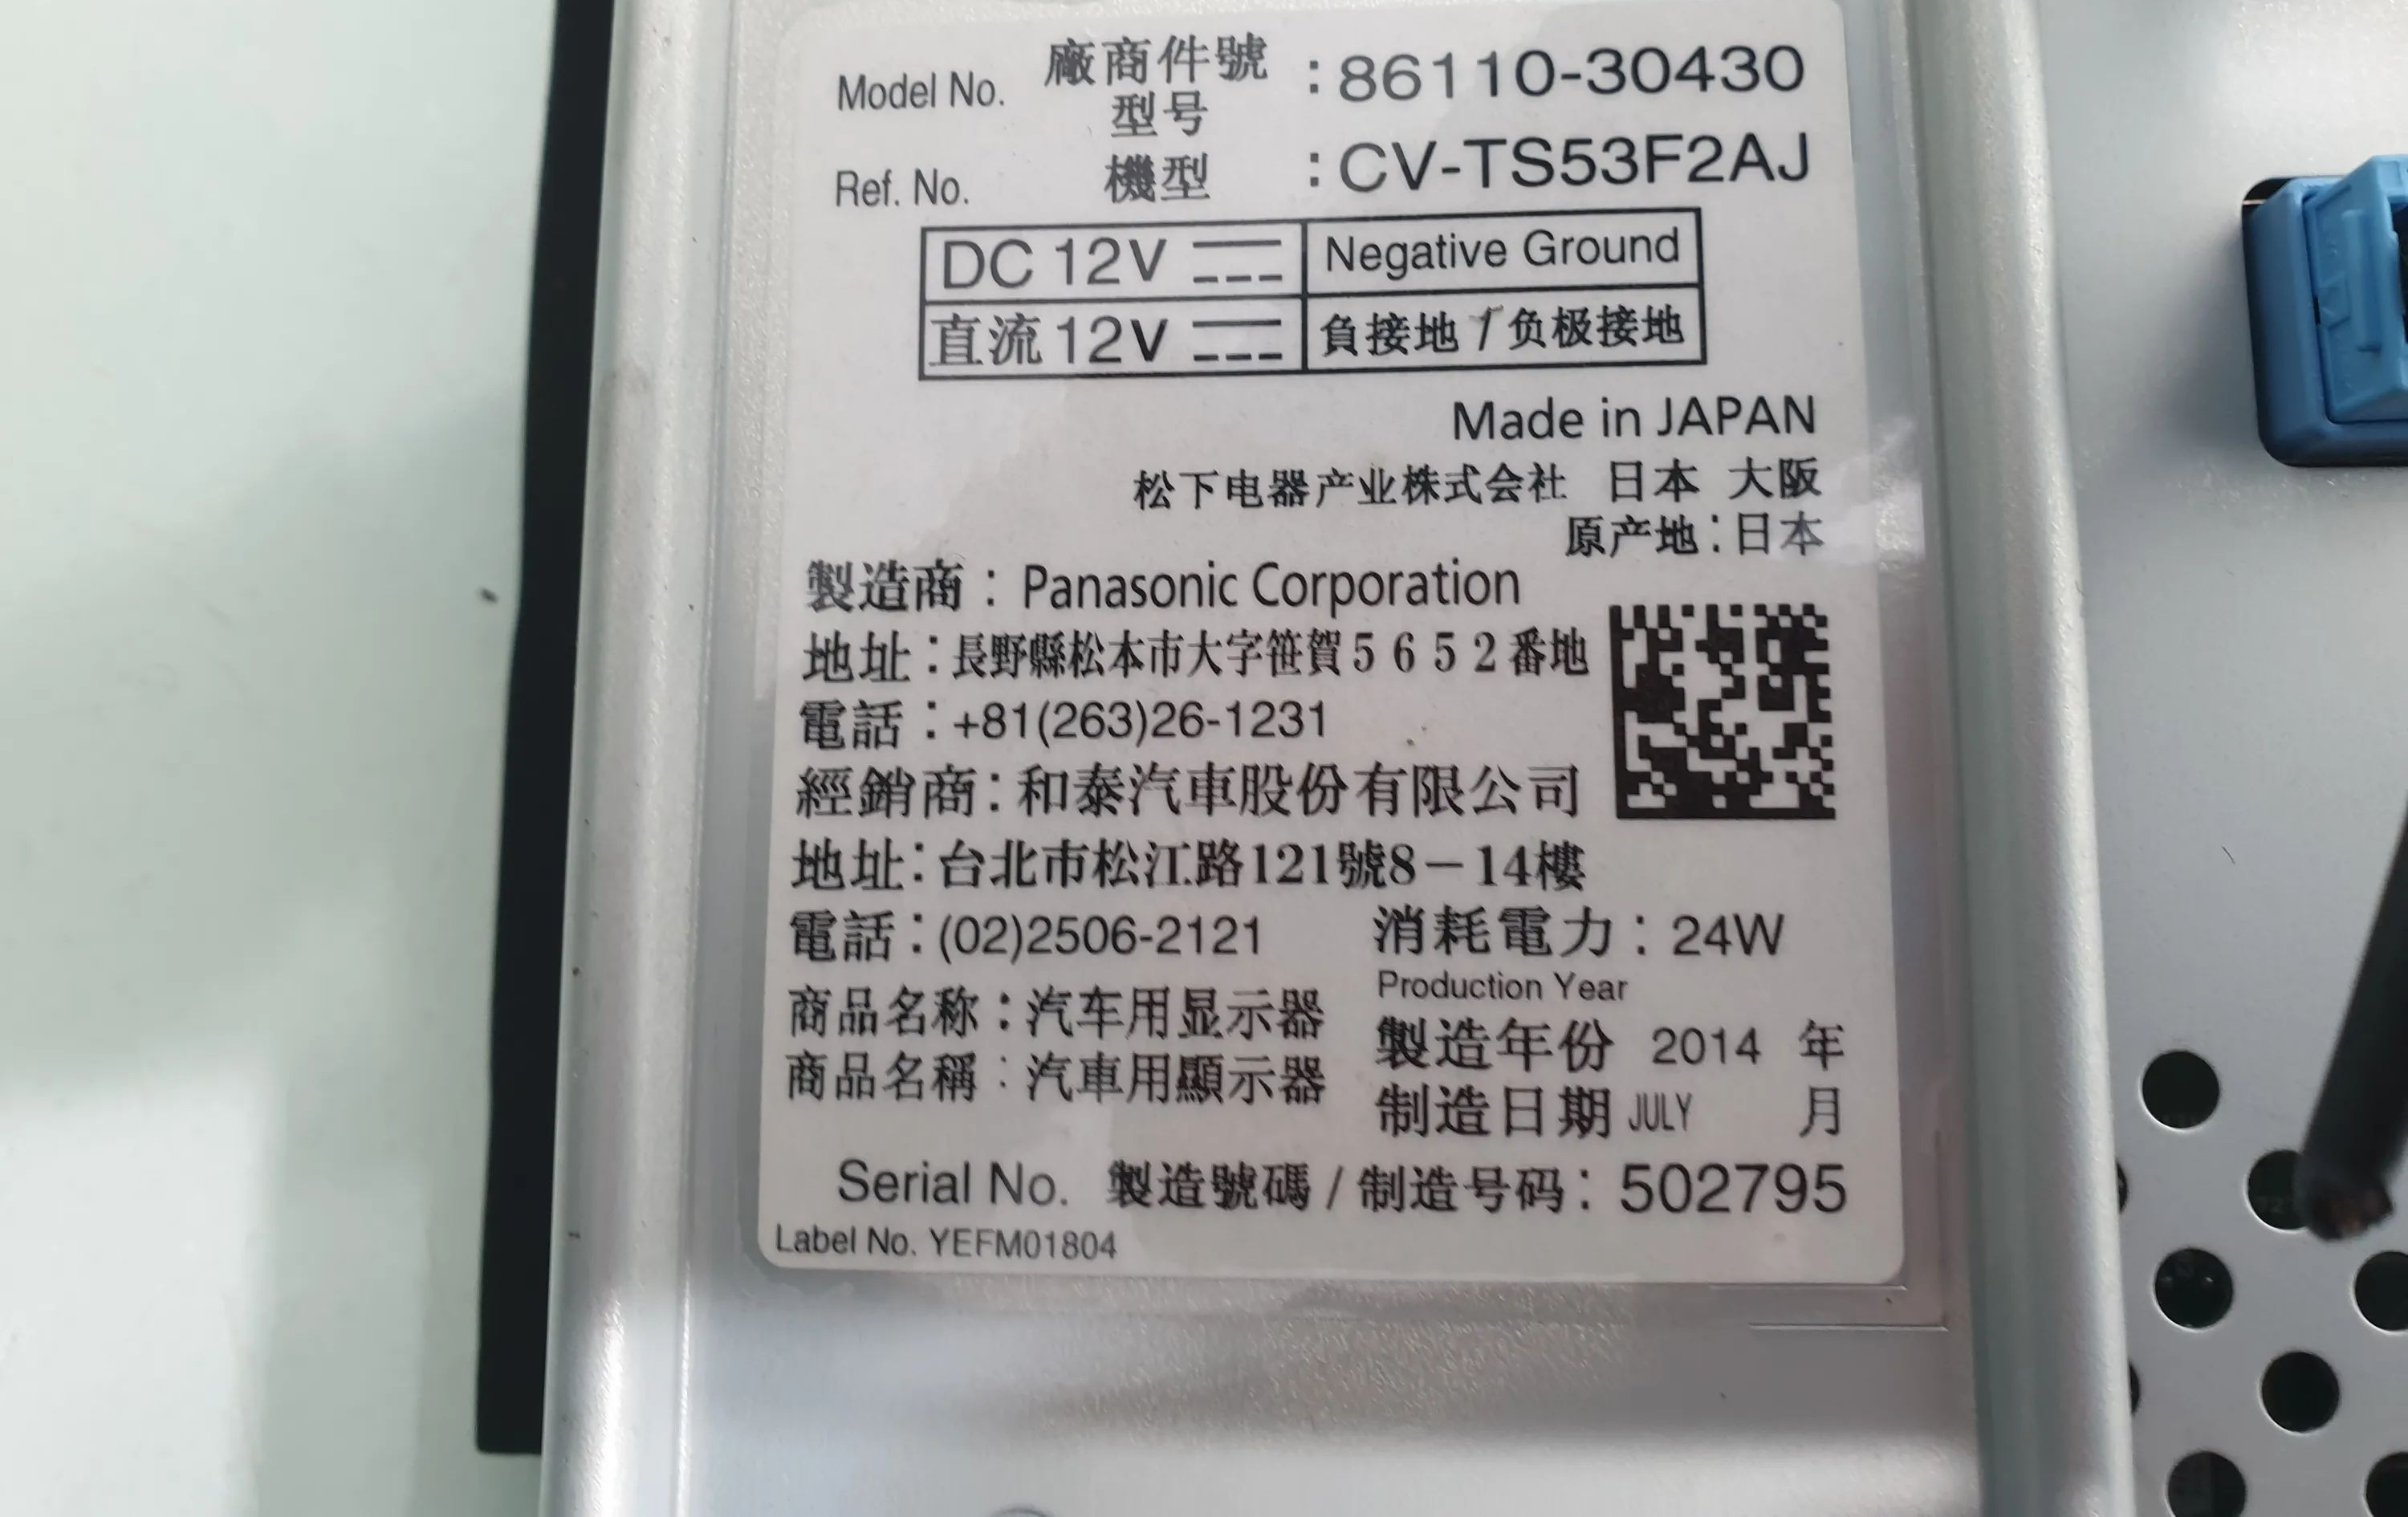 Model No. 廠商件號 : 86110-30430
型号
Ref. No. 機型 : CV-TS53F2AJ
DC 12V Negative Ground
直流 12V 負接地 / 负极接地
Made in JAPAN
松下电器产业株式会社 日本 大阪
原产地:日本
製造商: Panasonic Corporation
地址:長野縣松本市大字笹賀5652番地
電話:+81(263)26-1231
經銷商:和泰汽車股份有限公司
地址:台北市松江路121號8-14樓
電話:(02)2506-2121 消耗電力: 24W
Production Year
商品名称:汽车用显示器 製造年份 2014 年
商品名稱:汽車用顯示器 制造日期 JULY 月
Serial No. 製造號碼 / 制造号码: 502795
Label No. YEFM01804